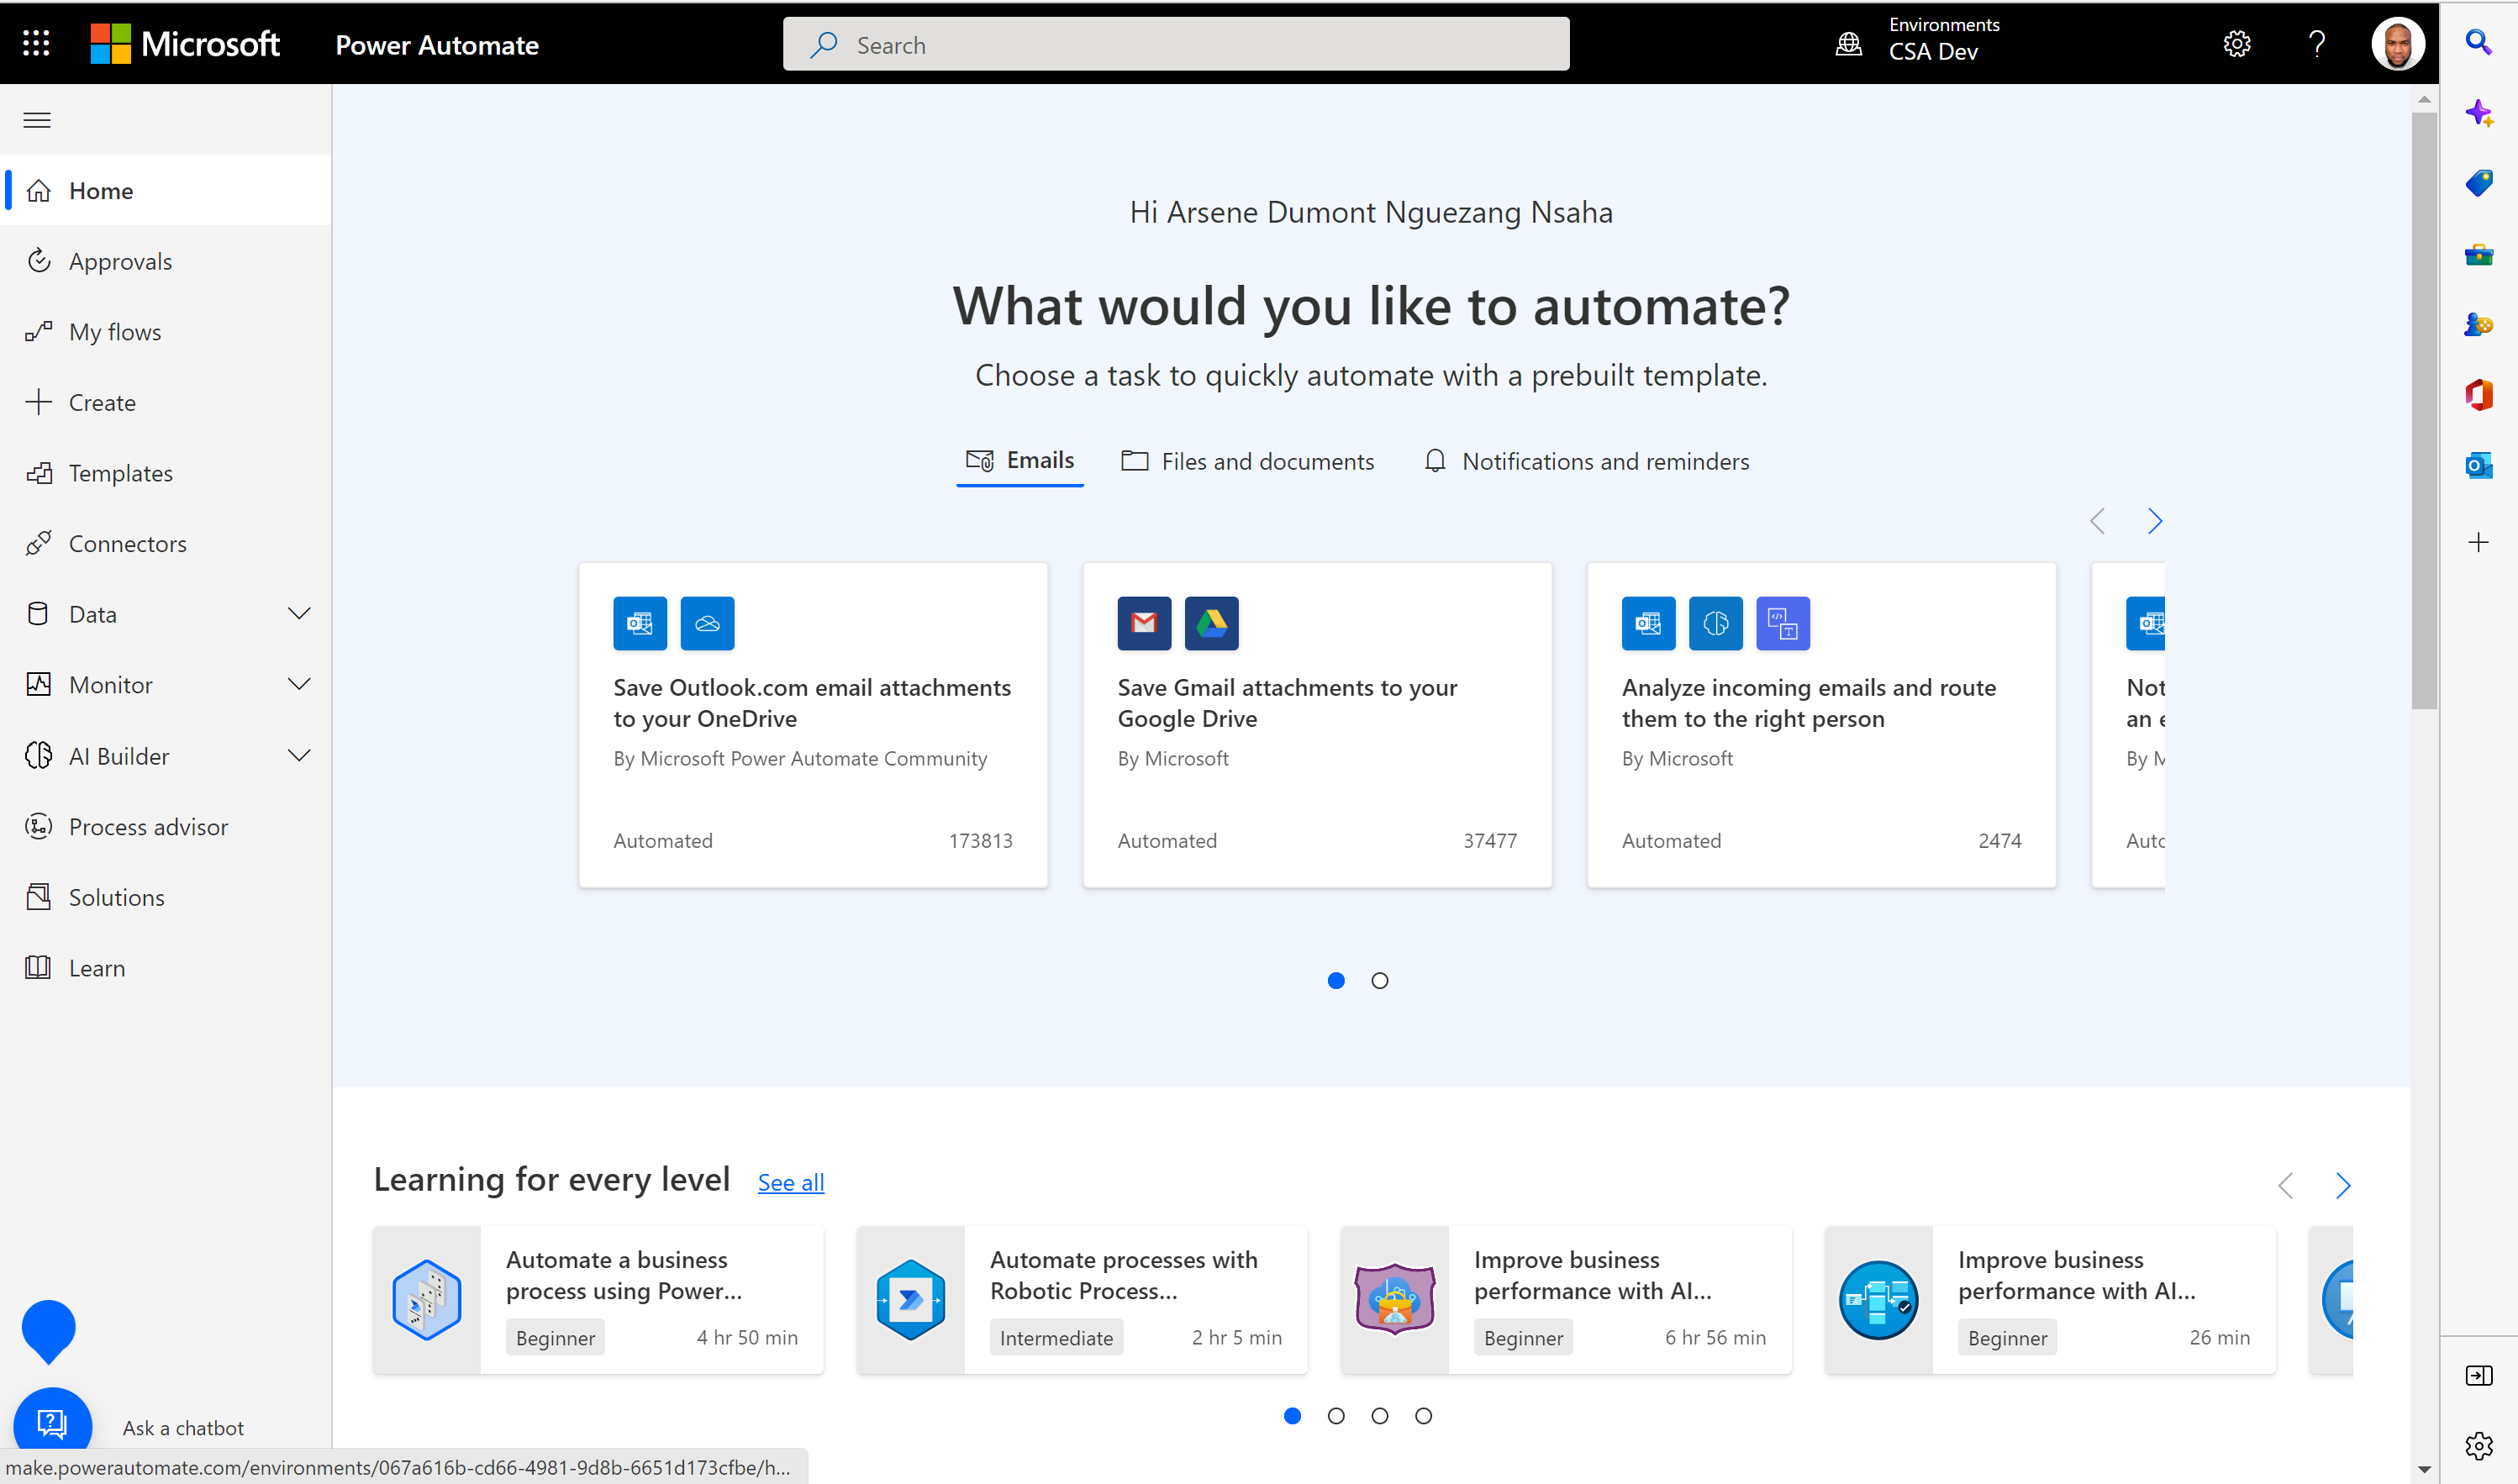 Microsoft
Power Automate
Search
Environments
CSA Dev
Home
Approvals
My flows
Create
Templates
Connectors
Data
Monitor
AI Builder
Process advisor
Solutions
Learn
Ask a chatbot
Hi Arsene Dumont Nguezang Nsaha
What would you like to automate?
Choose a task to quickly automate with a prebuilt template.
Emails
Files and documents
Notifications and reminders
Save Outlook.com email attachments
to your OneDrive
By Microsoft Power Automate Community
Automated 173813
Save Gmail attachments to your
Google Drive
By Microsoft
Automated 37477
Analyze incoming emails and route
them to the right person
By Microsoft
Automated 2474
Not
an e
By M
Auto
Learning for every level See all
Automate a business
process using Power...
Beginner 4 hr 50 min
Automate processes with
Robotic Process...
Intermediate 2 hr 5 min
Improve business
performance with AI...
Beginner 6 hr 56 min
Improve business
performance with AI...
Beginner 26 min
make.powerautomate.com/environments/067a616b-cd66-4981-9d8b-6651d173cfbe/h...